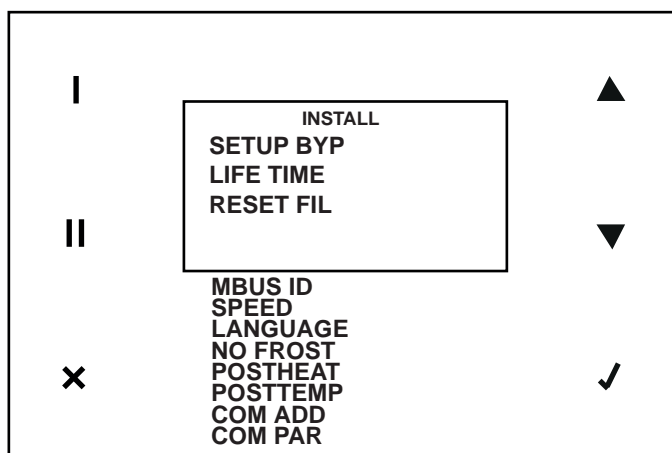 I
INSTALL
SETUP BYP
LIFE TIME
RESET FIL
II
MBUS ID
SPEED
LANGUAGE
NO FROST
POSTHEAT
POSTTEMP
COM ADD
COM PAR